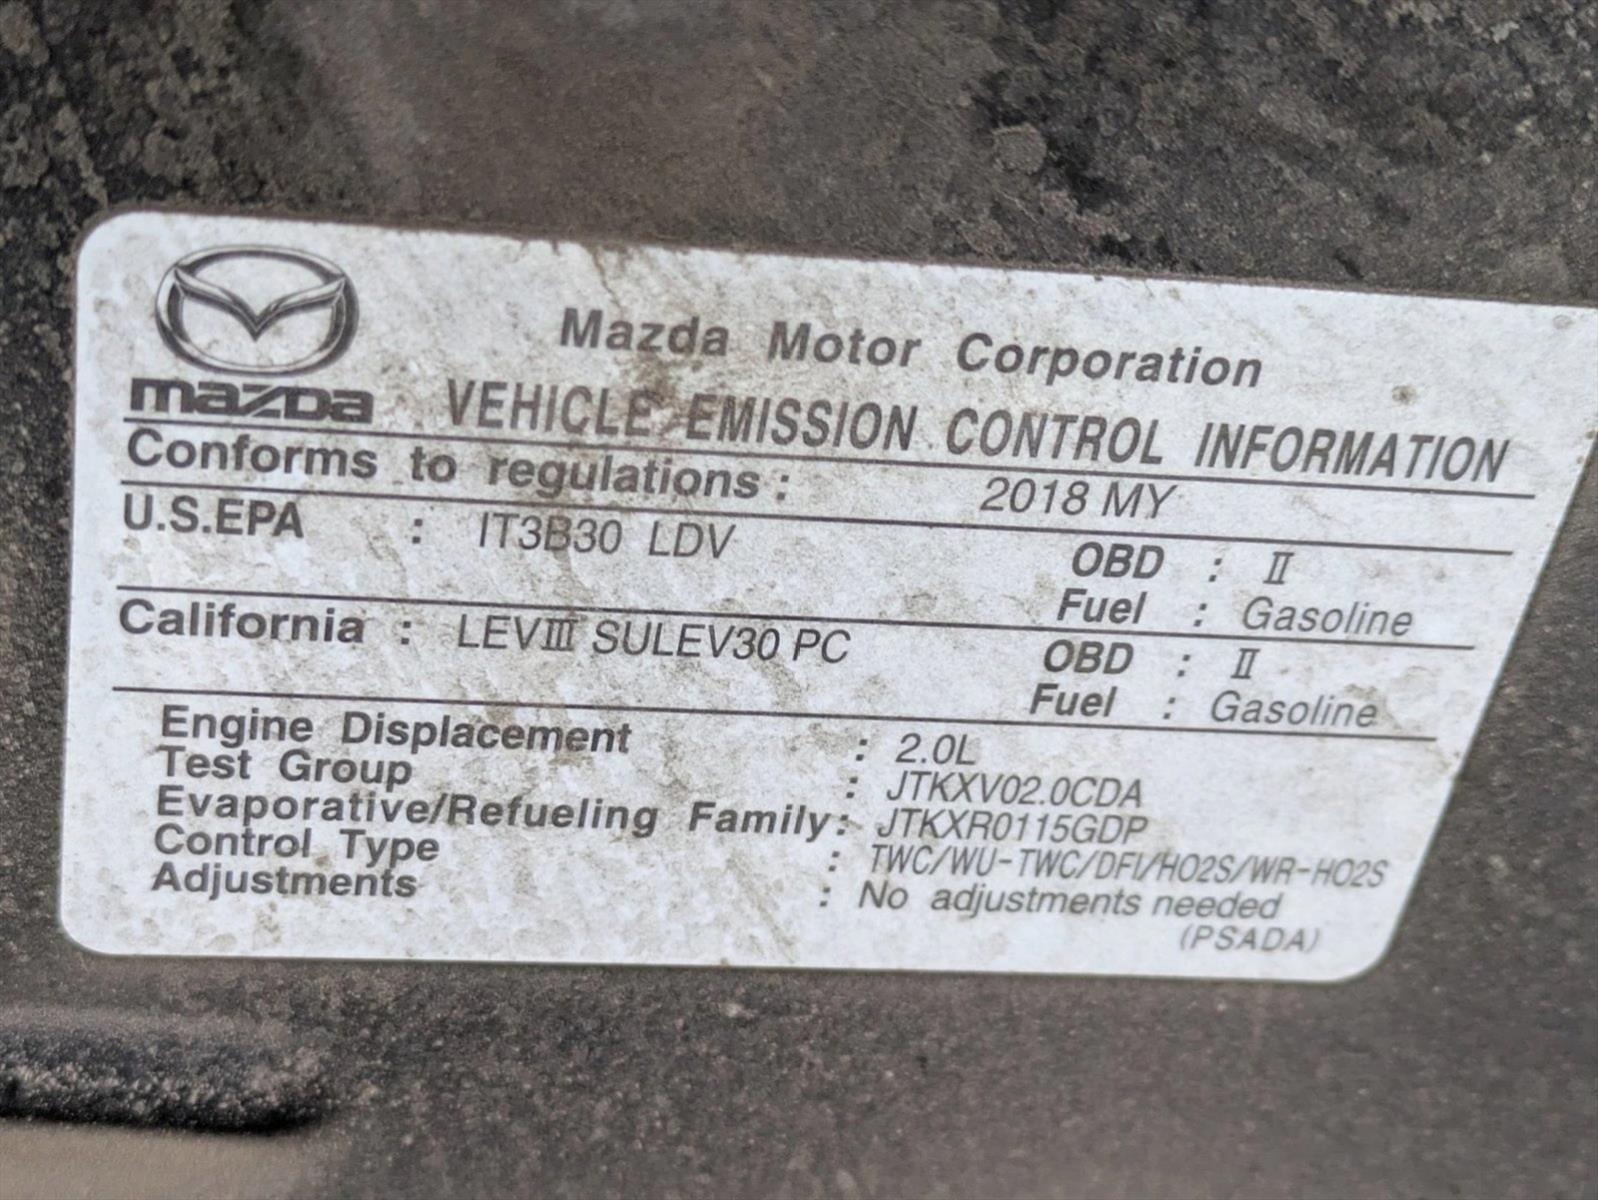 Mazda Motor Corporation
mazda VEHICLE EMISSION CONTROL INFORMATION
Conforms to regulations : 2018 MY
U.S.EPA : IT3B30 LDV OBD : II
Fuel : Gasoline
California : LEVIII SULEV30 PC OBD : II
Fuel : Gasoline
Engine Displacement : 2.0L
Test Group : JTKXV02.0CDA
Evaporative/Refueling Family : JTKXR0115GDP
Control Type : TWC/WU-TWC/DFI/HO2S/WR-HO2S
Adjustments : No adjustments needed
(PSADA)